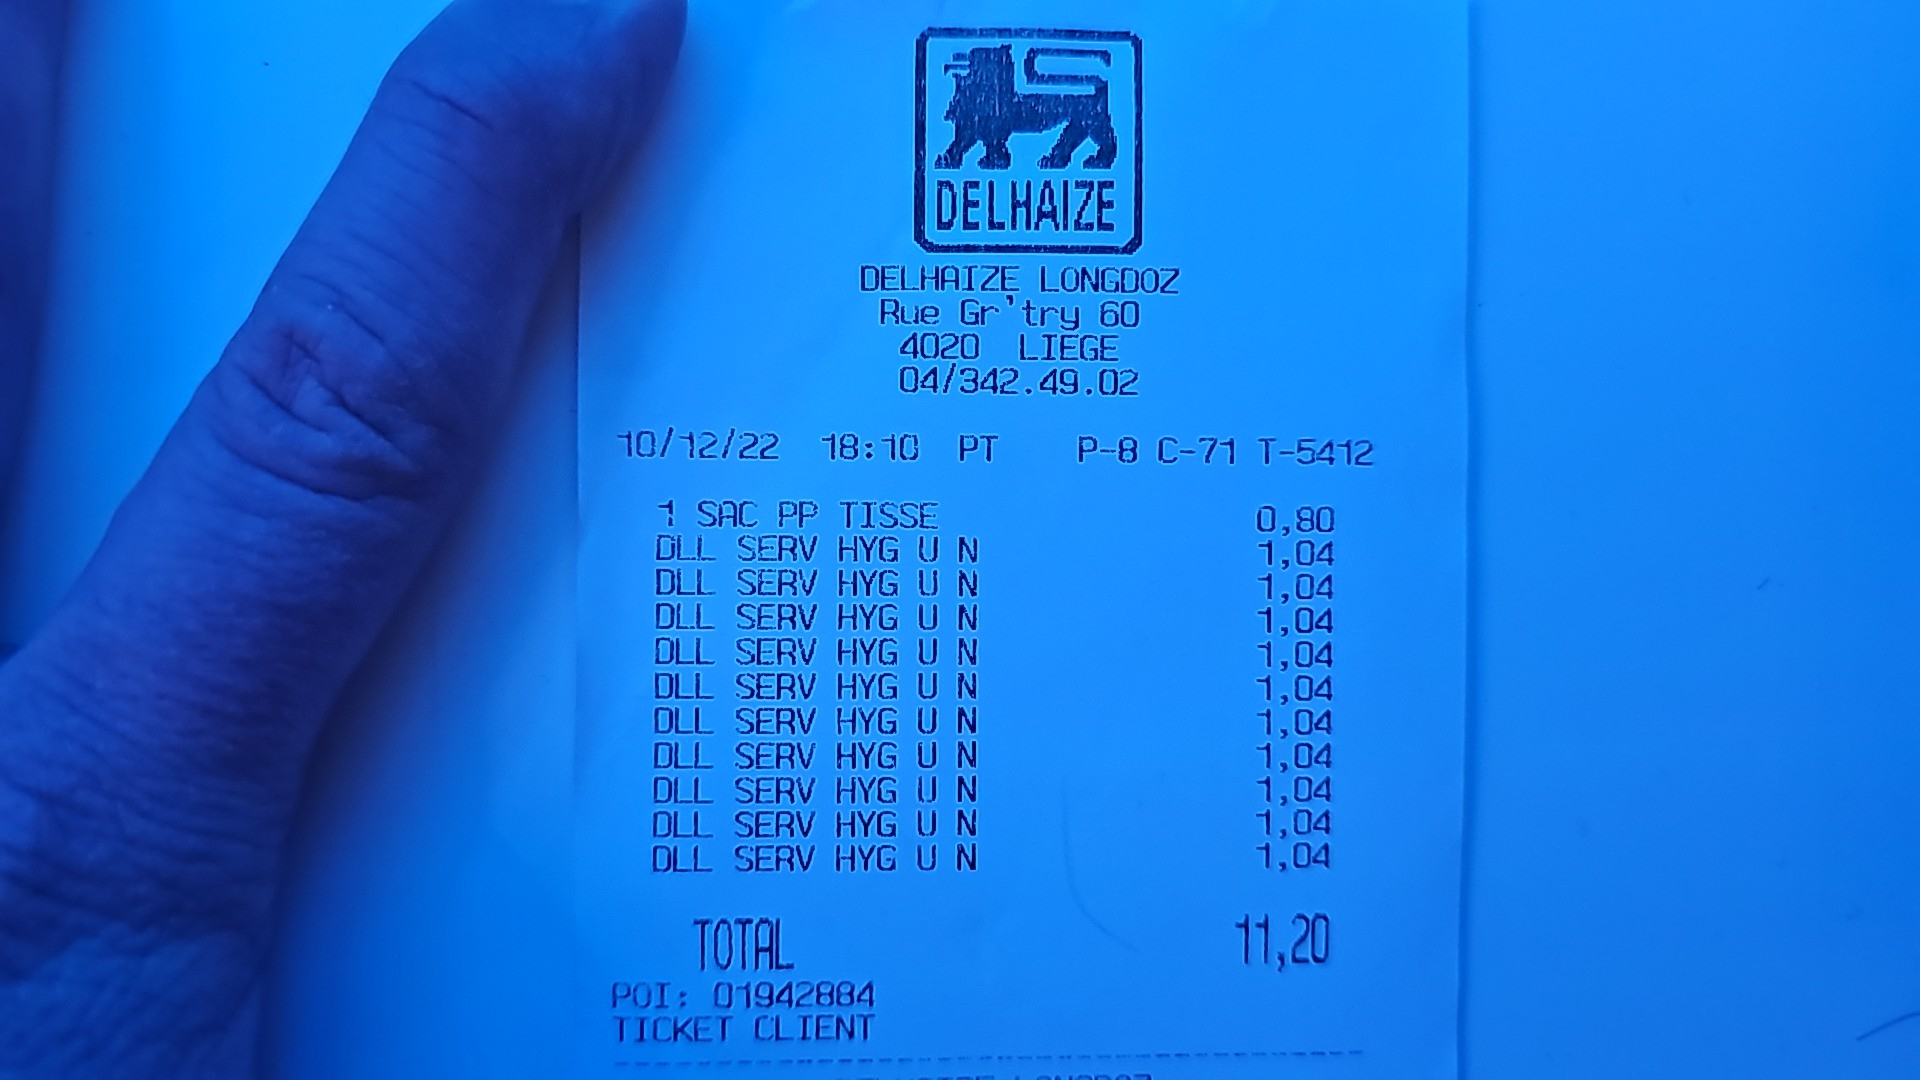 DELHAIZE
DELHAIZE LONGDOZ
Rue Gr'try 60
4020 LIEGE
04/342.49.02
10/12/22 18:10 PT P-8 C-71 T-5412
1 SAC PP TISSE 0,80
DLL SERV HYG U N 1,04
DLL SERV HYG U N 1,04
DLL SERV HYG U N 1,04
DLL SERV HYG U N 1,04
DLL SERV HYG U N 1,04
DLL SERV HYG U N 1,04
DLL SERV HYG U N 1,04
DLL SERV HYG U N 1,04
DLL SERV HYG U N 1,04
DLL SERV HYG U N 1,04
TOTAL 11,20
POI: 01942884
TICKET CLIENT